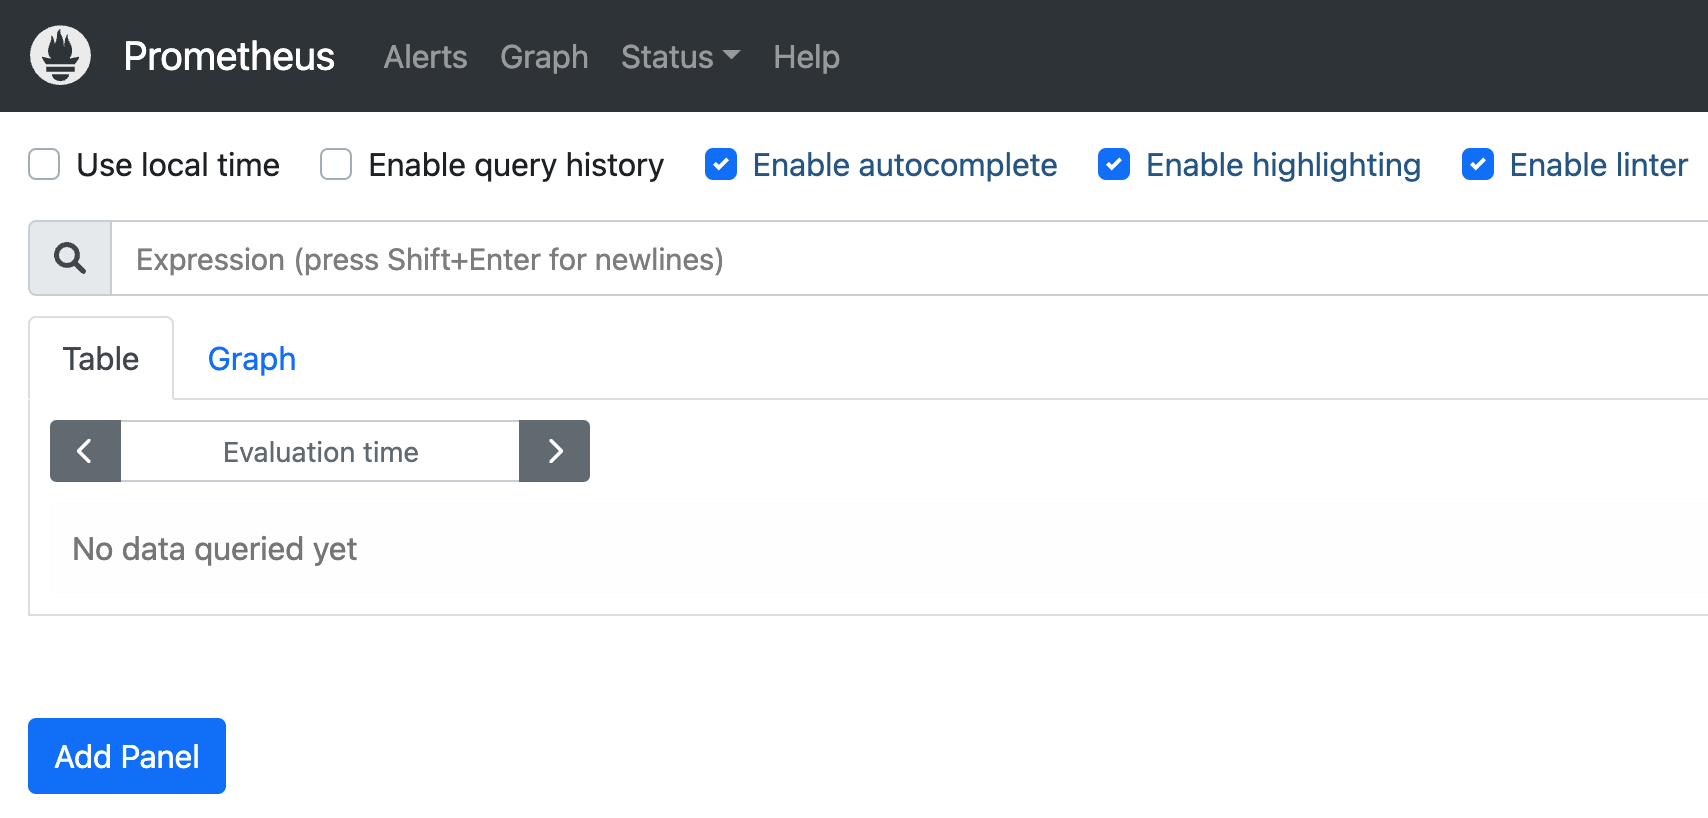 Prometheus Alerts Graph Status Help
Use local time Enable query history Enable autocomplete Enable highlighting Enable linter
Expression (press Shift+Enter for newlines)
Table Graph
Evaluation time
No data queried yet
Add Panel